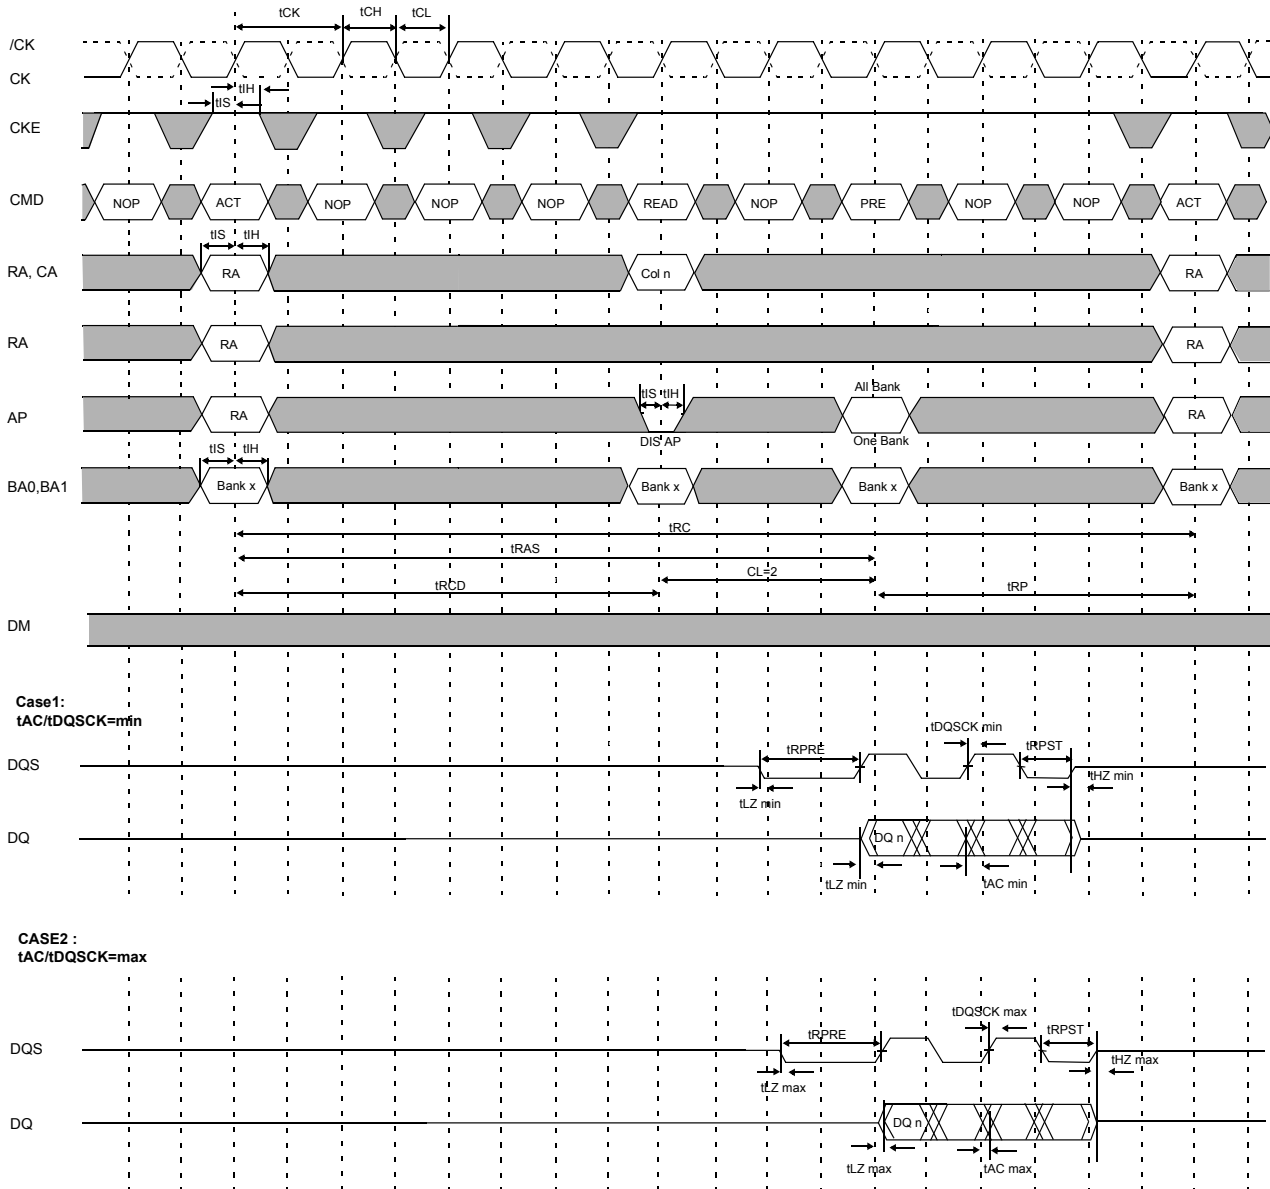 tCK tCH tCL
/CK
CK
tIH
tIS
CKE
CMD NOP ACT NOP NOP NOP READ NOP PRE NOP NOP ACT
tIS tIH
RA, CA RA Col n RA
RA RA RA
tIS tIH All Bank
AP RA RA
DIS AP One Bank
tIS tIH
BA0,BA1 Bank x Bank x Bank x Bank x
tRC
tRAS
CL=2
tRCD tRP
DM
Case1:
tAC/tDQSCK=min
tDQSCK min
tRPRE tRPST
DQS
tHZ min
tLZ min
DQ DQ n
tLZ min tAC min
CASE2 :
tAC/tDQSCK=max
tDQSCK max
tRPRE tRPST
DQS
tHZ max
tLZ max
DQ DQ n
tLZ max tAC max